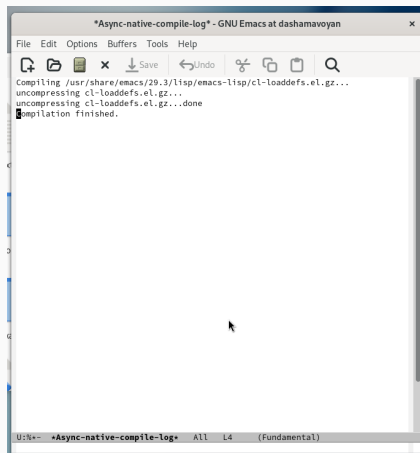 *Async-native-compile-log* - GNU Emacs at dashamavoyan ×
File Edit Options Buffers Tools Help
Save Undo
Compiling /usr/share/emacs/29.3/lisp/emacs-lisp/cl-loaddefs.el.gz...
uncompressing cl-loaddefs.el.gz...
uncompressing cl-loaddefs.el.gz...done
Compilation finished.
U:%*- *Async-native-compile-log* All L4 (Fundamental)